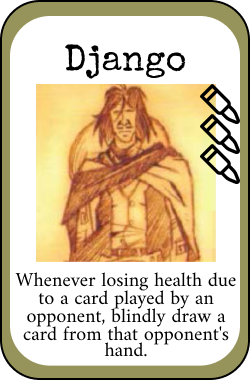 Django
Whenever losing health due
to a card played by an
opponent, blindly draw a
card from that opponent's
hand.